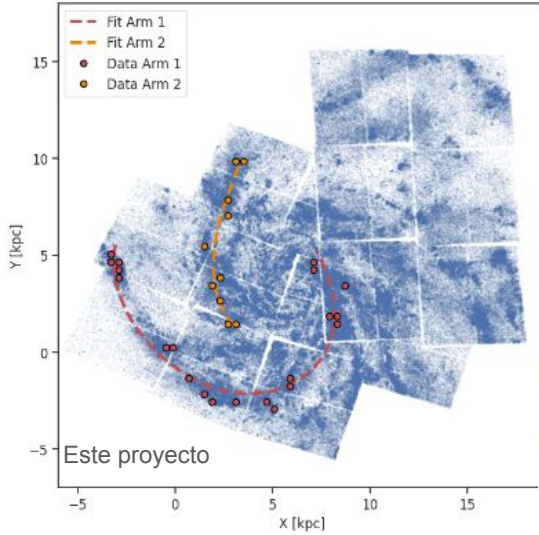 Fit Arm 1
Fit Arm 2
Data Arm 1
Data Arm 2
15
10
5
0
−5
Y [kpc]
Este proyecto
−5
0
5
10
15
X [kpc]